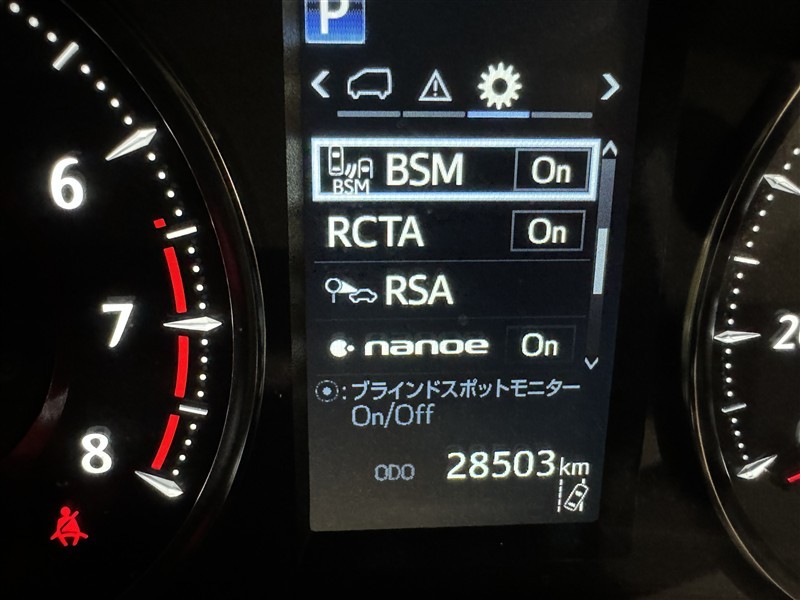 P
BSM BSM On
RCTA On
RSA
nanoe On
:ブラインドスポットモニター
On/Off
ODO 28503km
6
7
8